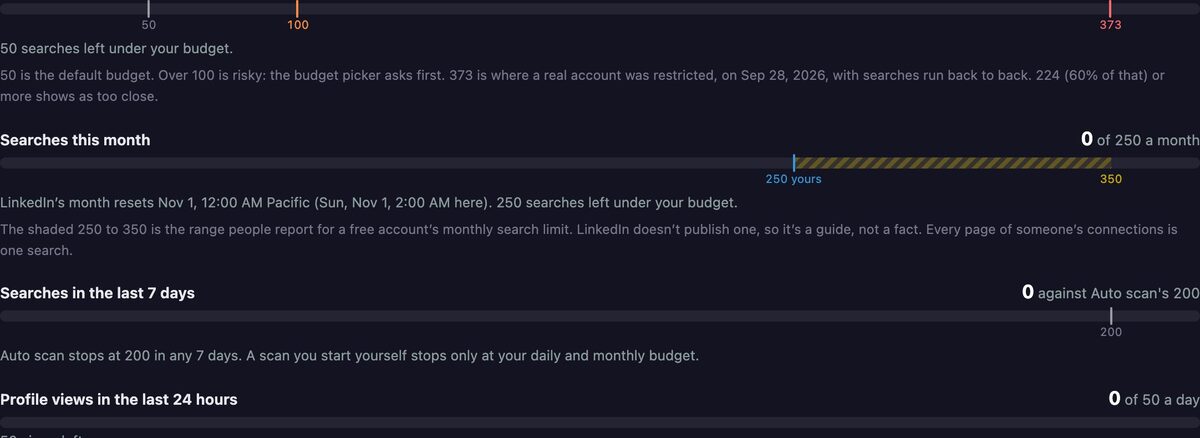 50 100 373
50 searches left under your budget.
50 is the default budget. Over 100 is risky: the budget picker asks first. 373 is where a real account was restricted, on Sep 28, 2026, with searches run back to back. 224 (60% of that) or
more shows as too close.
Searches this month 0 of 250 a month
250 yours 350
LinkedIn’s month resets Nov 1, 12:00 AM Pacific (Sun, Nov 1, 2:00 AM here). 250 searches left under your budget.
The shaded 250 to 350 is the range people report for a free account’s monthly search limit. LinkedIn doesn’t publish one, so it’s a guide, not a fact. Every page of someone’s connections is
one search.
Searches in the last 7 days 0 against Auto scan's 200
200
Auto scan stops at 200 in any 7 days. A scan you start yourself stops only at your daily and monthly budget.
Profile views in the last 24 hours 0 of 50 a day